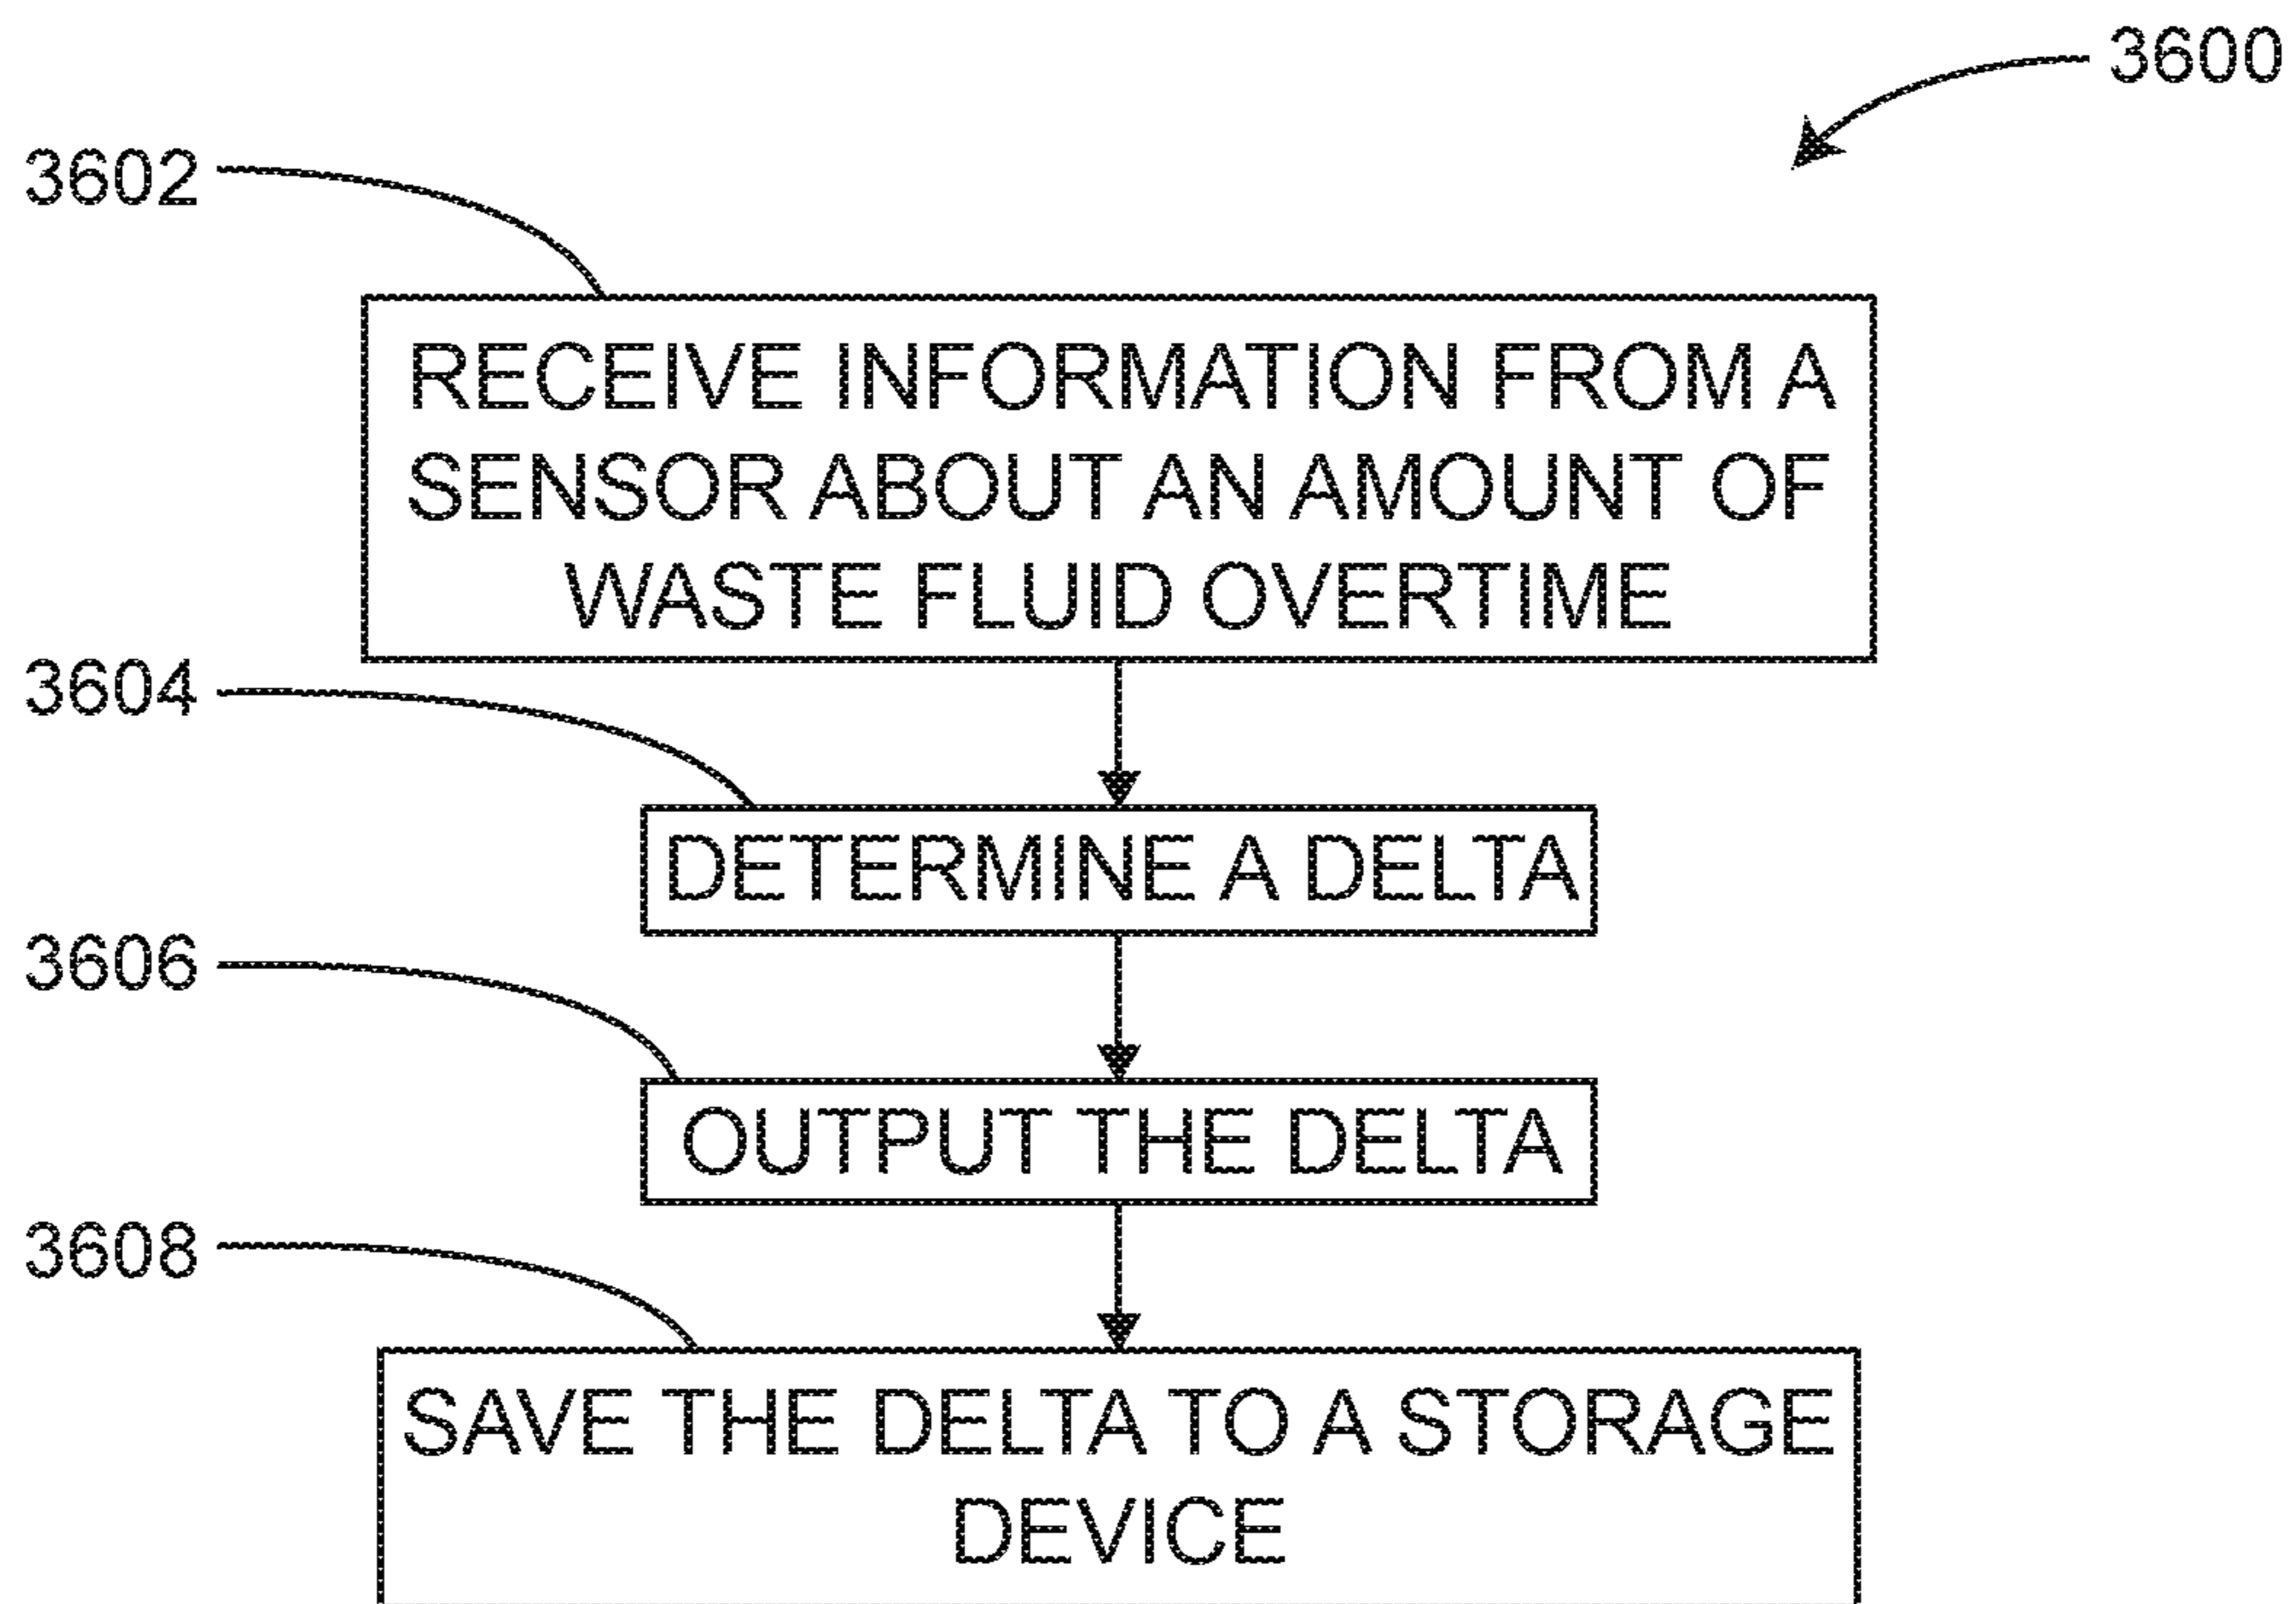 3600
3602
RECEIVE INFORMATION FROM A
SENSOR ABOUT AN AMOUNT OF
WASTE FLUID OVERTIME
3604
DETERMINE A DELTA
3606
OUTPUT THE DELTA
3608
SAVE THE DELTA TO A STORAGE
DEVICE